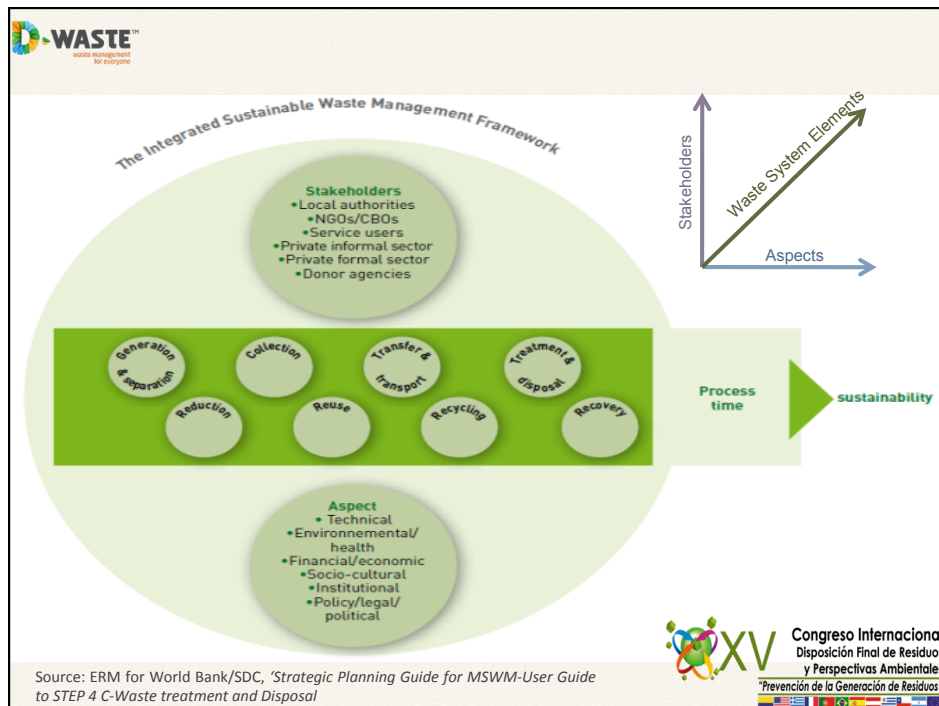 D-WASTE™
waste management
for everyone
The Integrated Sustainable Waste Management Framework
Stakeholders
•Local authorities
•NGOs/CBOs
•Service users
•Private informal sector
•Private formal sector
•Donor agencies
Stakeholders
Waste System Elements
Aspects
Generation
& separation
Collection
Transfer &
transport
Treatment &
disposal
Reduction
Reuse
Recycling
Recovery
Process
time
sustainability
Aspect
• Technical
•Environnemental/
health
•Financial/economic
•Socio-cultural
•Institutional
•Policy/legal/
political
Source: ERM for World Bank/SDC, ‘Strategic Planning Guide for MSWM-User Guide
to STEP 4 C-Waste treatment and Disposal
XV
Congreso Internaciona
Disposición Final de Residuo
y Perspectivas Ambientale
"Prevención de la Generación de Residuos